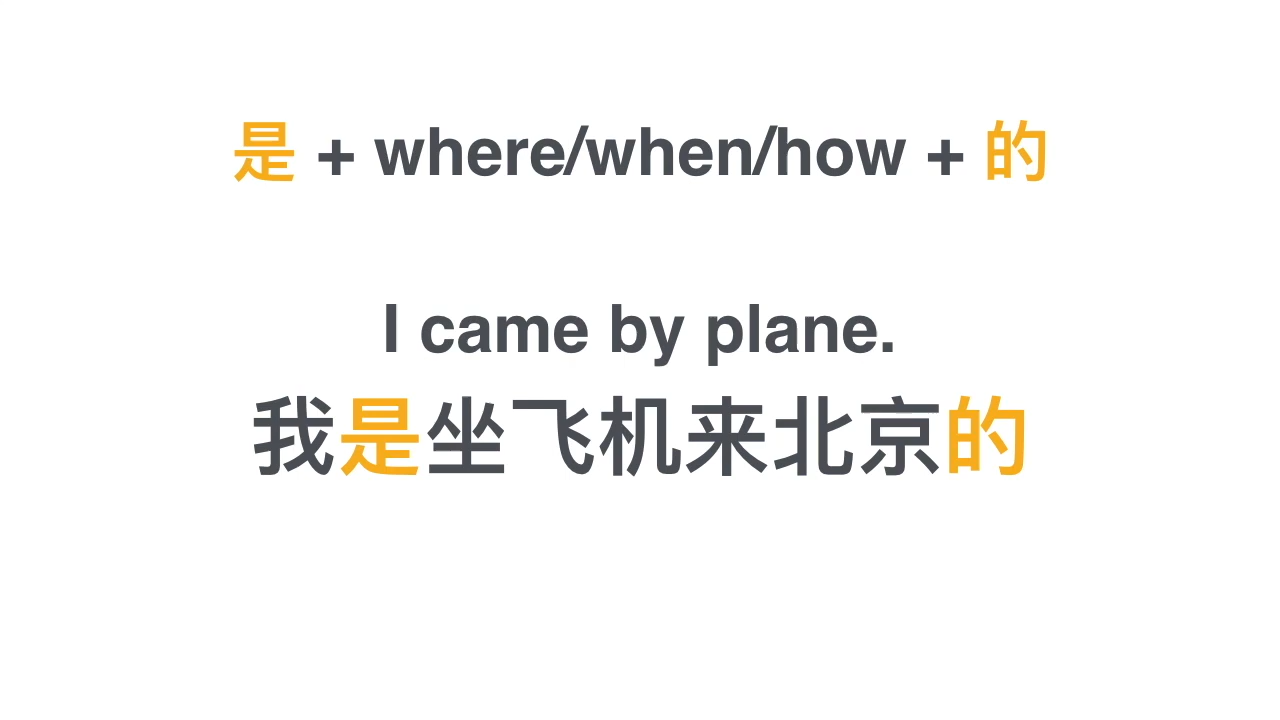 是 + where/when/how + 的
I came by plane.
我是坐飞机来北京的